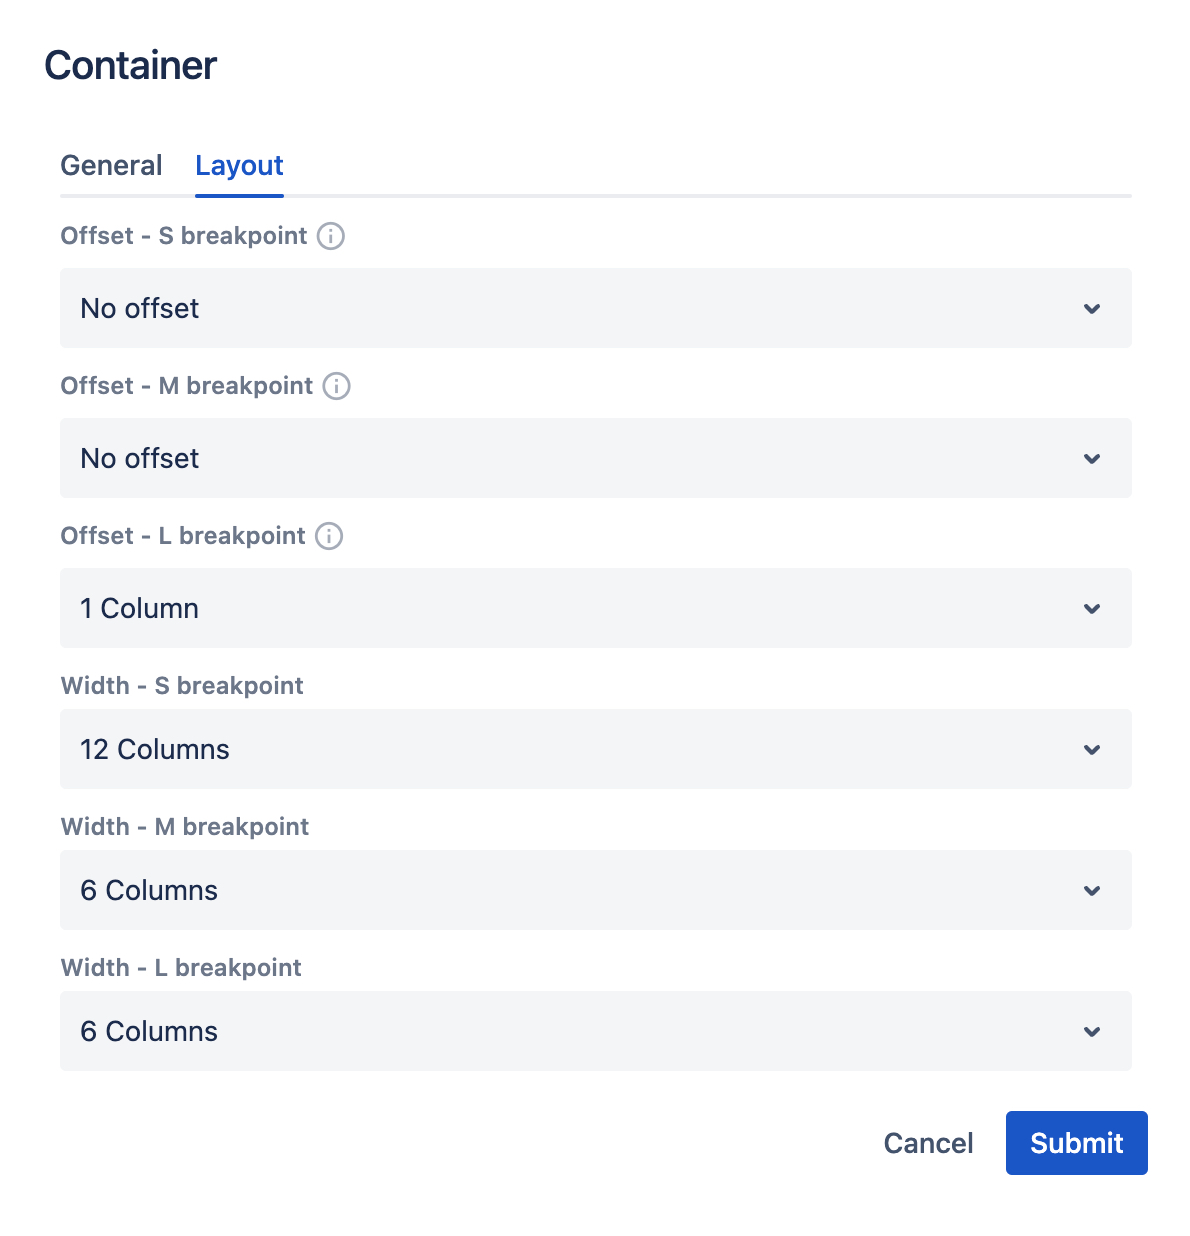 Container
General Layout
Offset - S breakpoint
No offset
Offset - M breakpoint
No offset
Offset - L breakpoint
1 Column
Width - S breakpoint
12 Columns
Width - M breakpoint
6 Columns
Width - L breakpoint
6 Columns
Cancel Submit